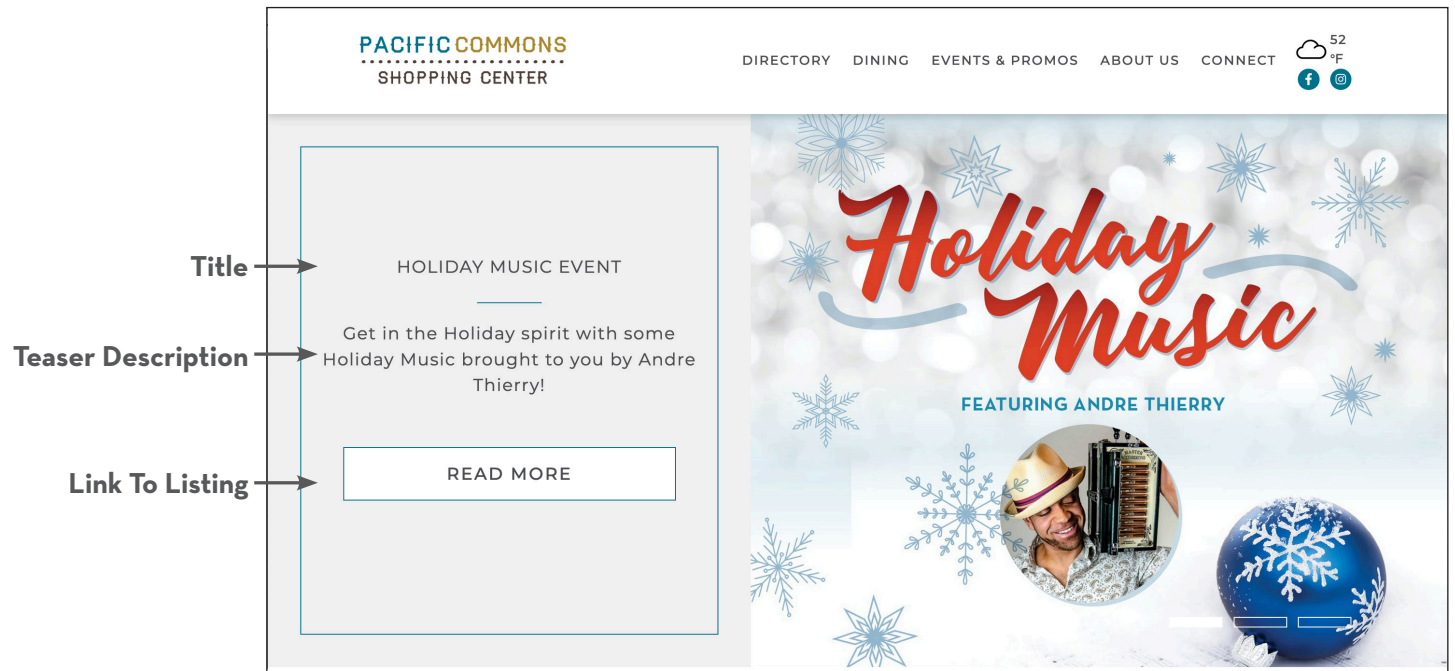 PACIFIC COMMONS
SHOPPING CENTER
DIRECTORY DINING EVENTS & PROMOS ABOUT US CONNECT
52
°F
Title
HOLIDAY MUSIC EVENT
Teaser Description
Get in the Holiday spirit with some
Holiday Music brought to you by Andre
Thierry!
Link To Listing
READ MORE
Holiday
Music
FEATURING ANDRE THIERRY